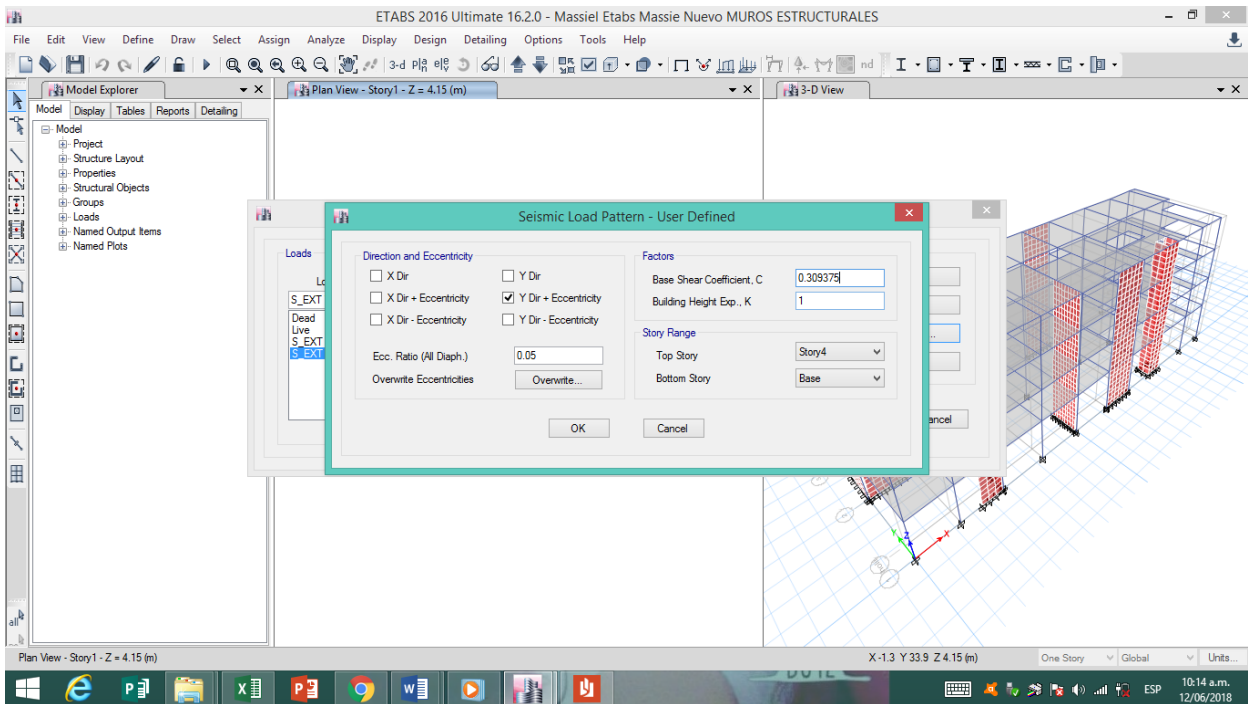 ETABS 2016 Ultimate 16.2.0 - Massiel Etabs Massie Nuevo MUROS ESTRUCTURALES
File Edit View Define Draw Select Assign Analyze Display Design Detailing Options Tools Help
3-d nd
Model Explorer
Plan View - Story1 - Z = 4.15 (m)
3-D View
Model Display Tables Reports Detailing
Model
Project
Structure Layout
Properties
Structural Objects
Groups
Loads
Named Output Items
Named Plots
all
Loads
Lo
S_EXT
Dead
Live
S_EXT
S_EXT
ancel
Seismic Load Pattern - User Defined
Direction and Eccentricity
X Dir Y Dir
X Dir + Eccentricity Y Dir + Eccentricity
X Dir - Eccentricity Y Dir - Eccentricity
Ecc. Ratio (All Diaph.) 0.05
Overwrite Eccentricities Overwrite...
Factors
Base Shear Coefficient, C 0.309375
Building Height Exp., K 1
Story Range
Top Story Story4
Bottom Story Base
OK Cancel
X
Y
Z
Plan View - Story1 - Z = 4.15 (m)
X -1.3 Y 33.9 Z 4.15 (m)
One Story Global Units...
ESP
10:14 a.m.
12/06/2018